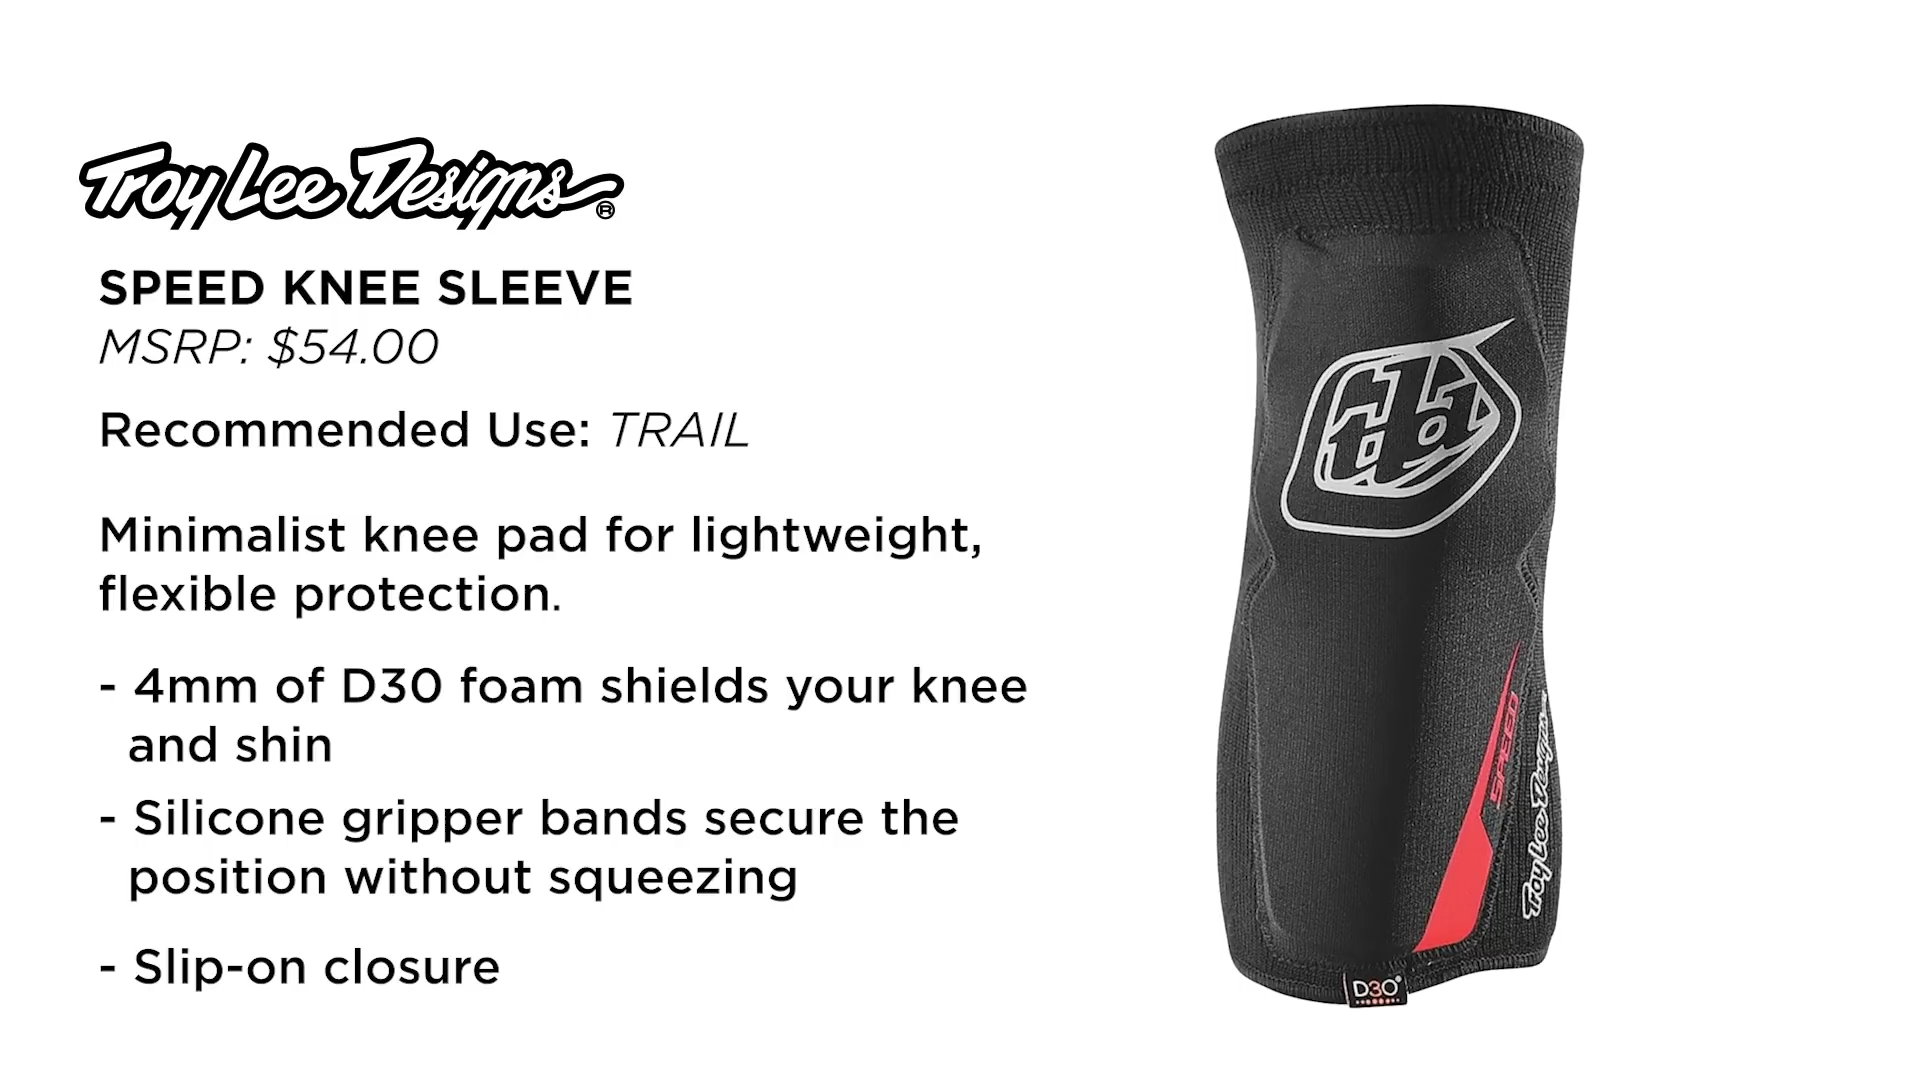 Troy Lee Designs®
SPEED KNEE SLEEVE
MSRP: $54.00
Recommended Use: TRAIL
Minimalist knee pad for lightweight,
flexible protection.
- 4mm of D30 foam shields your knee
and shin
- Silicone gripper bands secure the
position without squeezing
- Slip-on closure
tld
SPEED
Troy Lee Designs
D3O®